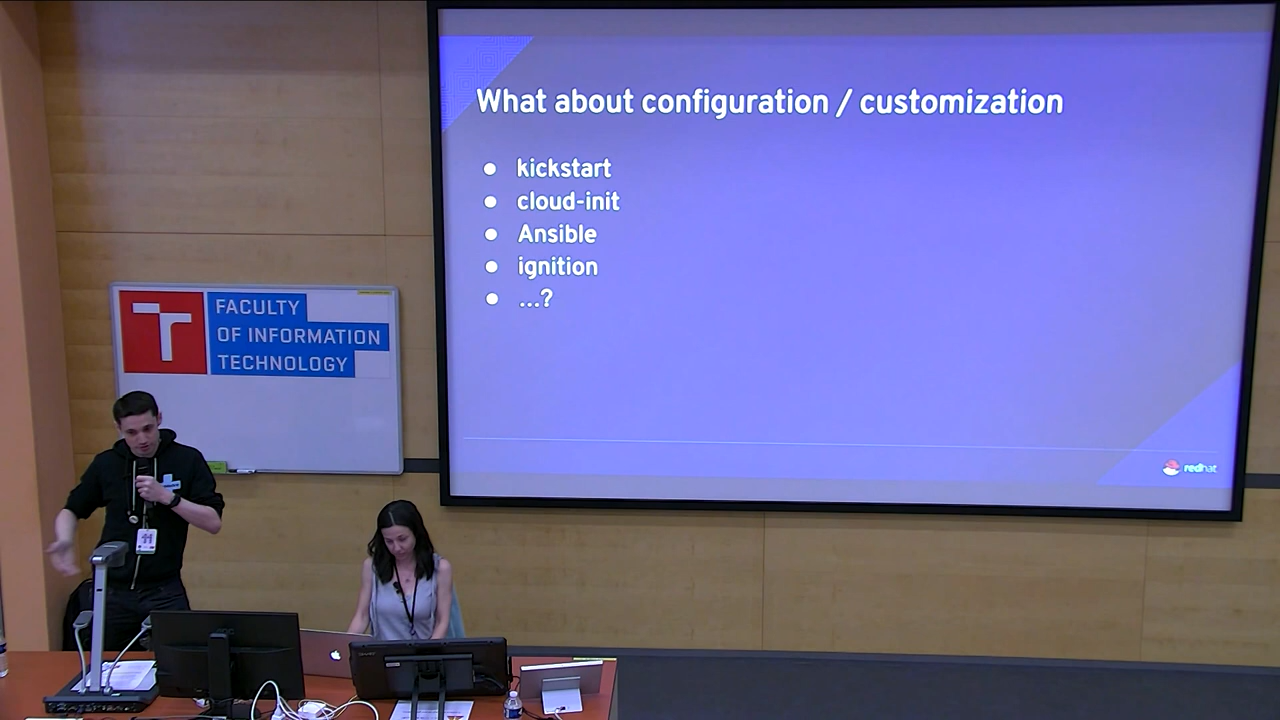 What about configuration / customization
● kickstart
● cloud-init
● Ansible
● ignition
● ...?
redhat
FACULTY
OF INFORMATION
TECHNOLOGY